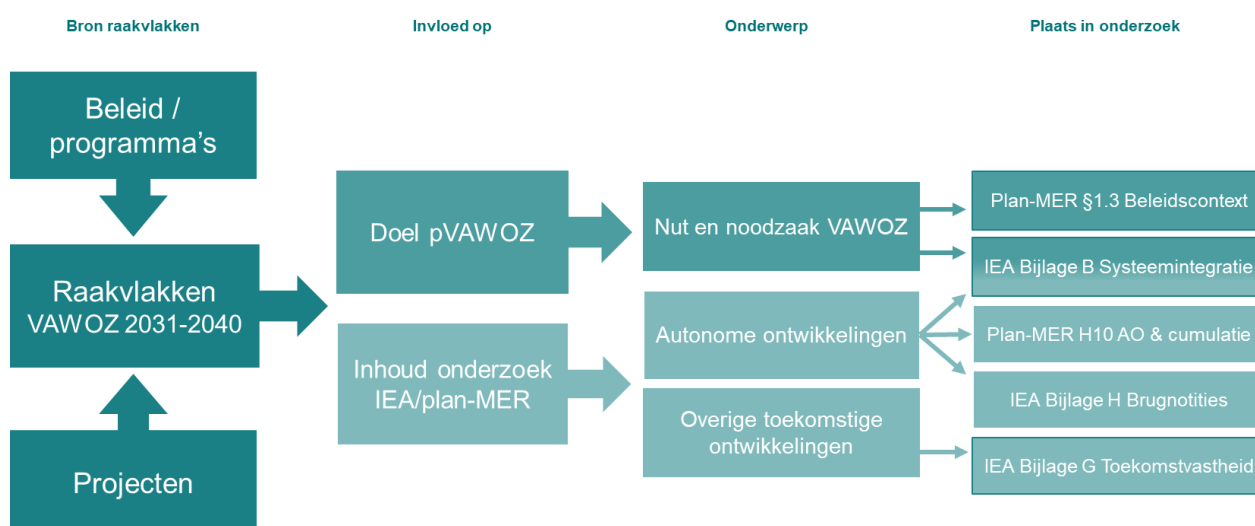 Bron raakvlakken
Invloed op
Onderwerp
Plaats in onderzoek
Beleid /
programma's
Raakvlakken
VAWOZ 2031-2040
Projecten
Doel pVAWOZ
Inhoud onderzoek
IEA/plan-MER
Nut en noodzaak VAWOZ
Autonome ontwikkelingen
Overige toekomstige
ontwikkelingen
Plan-MER §1.3 Beleidscontext
IEA Bijlage B Systeemintegratie
Plan-MER H10 AO & cumulatie
IEA Bijlage H Brugnotities
IEA Bijlage G Toekomstvastheid